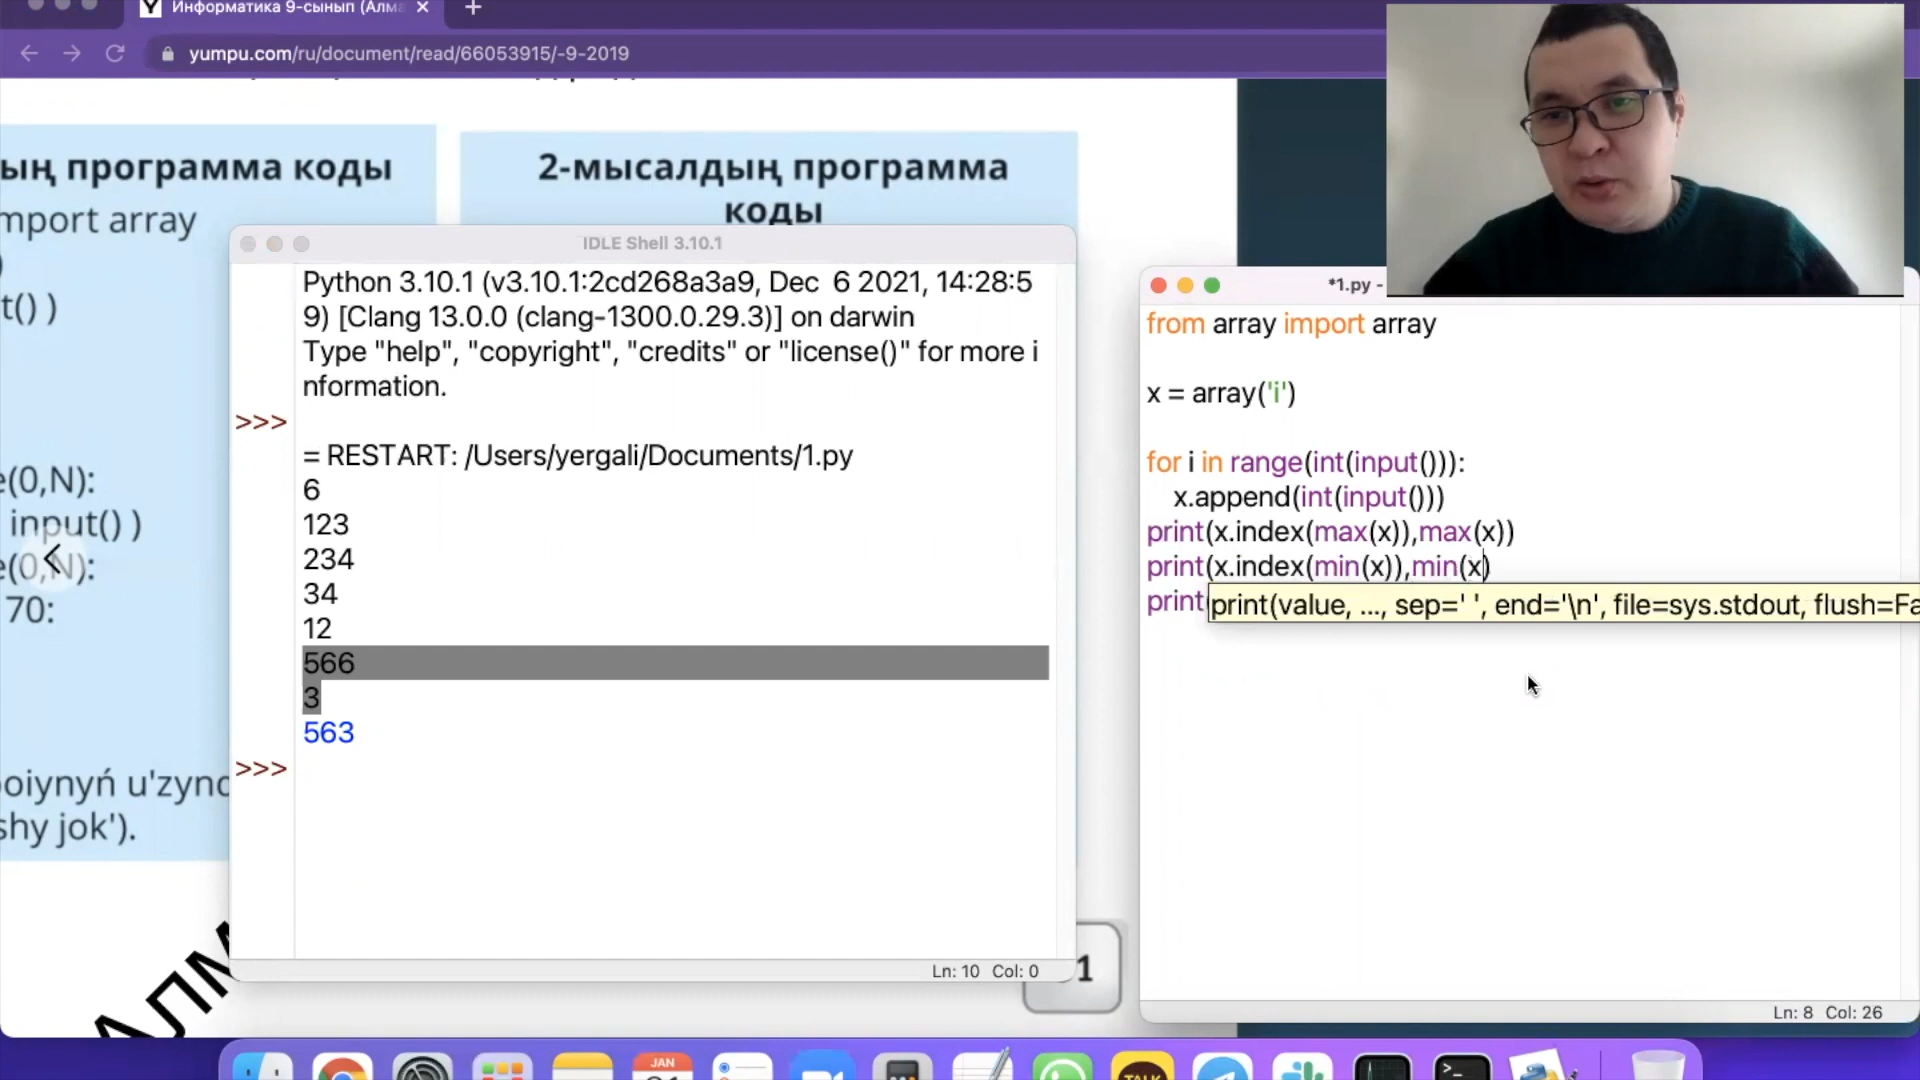 Информатика 9-сынып (Алма
yumpu.com/ru/document/read/66053915/-9-2019
ың программа коды
mport array
)
t() )
e(0,N):
input() )
e(0,N):
70:
oiynyń u'zync
shy jok').
2-мысалдың программа
коды
АЛМ
1
IDLE Shell 3.10.1
Python 3.10.1 (v3.10.1:2cd268a3a9, Dec  6 2021, 14:28:5
9) [Clang 13.0.0 (clang-1300.0.29.3)] on darwin
Type "help", "copyright", "credits" or "license()" for more i
nformation.
>>>
= RESTART: /Users/yergali/Documents/1.py
6
123
234
34
12
566
3
563
>>>
Ln: 10  Col: 0
*1.py -
from array import array
x = array('i')
for i in range(int(input())):
    x.append(int(input()))
print(x.index(max(x)),max(x))
print(x.index(min(x)),min(x)
print
print(value, ..., sep=' ', end='\n', file=sys.stdout, flush=Fa
Ln: 8  Col: 26
JAN
TALK
>_